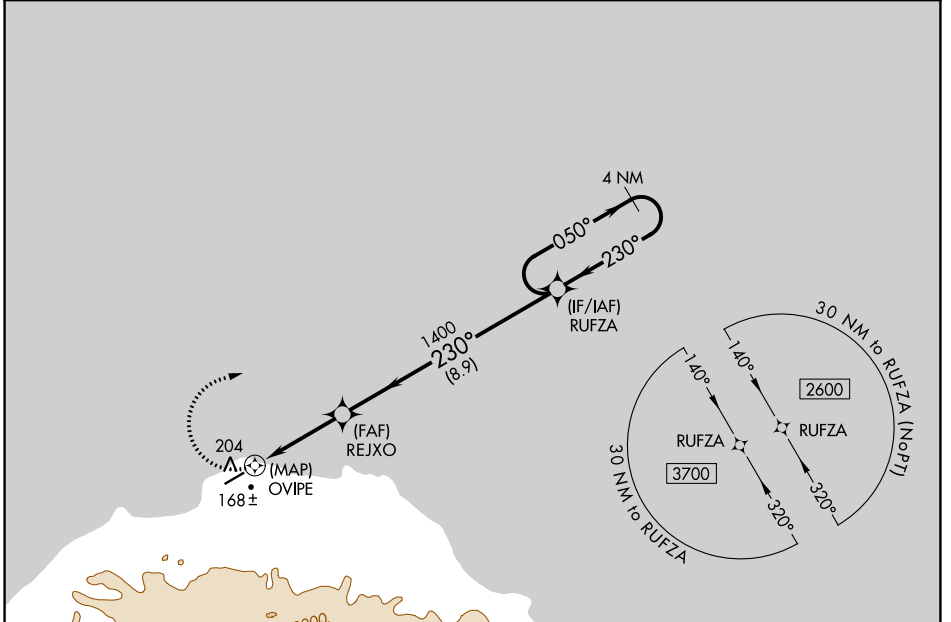 4 NM
050°
230°
(IF/IAF)
RUFZA
1400
230°
(8.9)
(FAF)
REJXO
204
(MAP)
OVIPE
168±
30 NM to RUFZA (NoPT)
140°
2600
RUFZA
320°
140°
RUFZA
3700
320°
30 NM to RUFZA